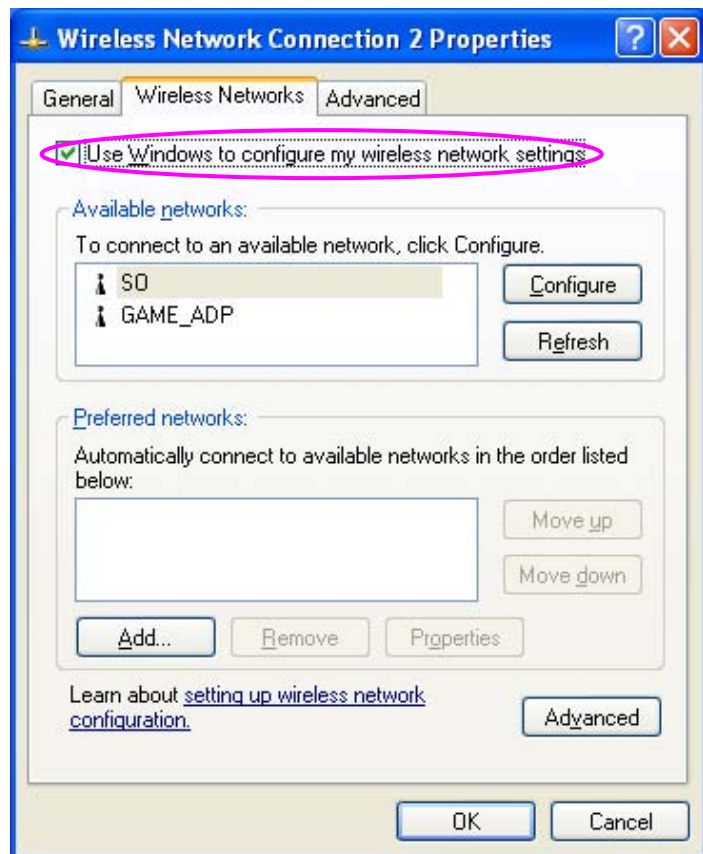 Wireless Network Connection 2 Properties
General Wireless Networks Advanced
Use Windows to configure my wireless network settings
Available networks:
To connect to an available network, click Configure.
SO
GAME_ADP
Configure
Refresh
Preferred networks:
Automatically connect to available networks in the order listed
below:
Move up
Move down
Add... Remove Properties
Learn about setting up wireless network
configuration.
Advanced
OK Cancel